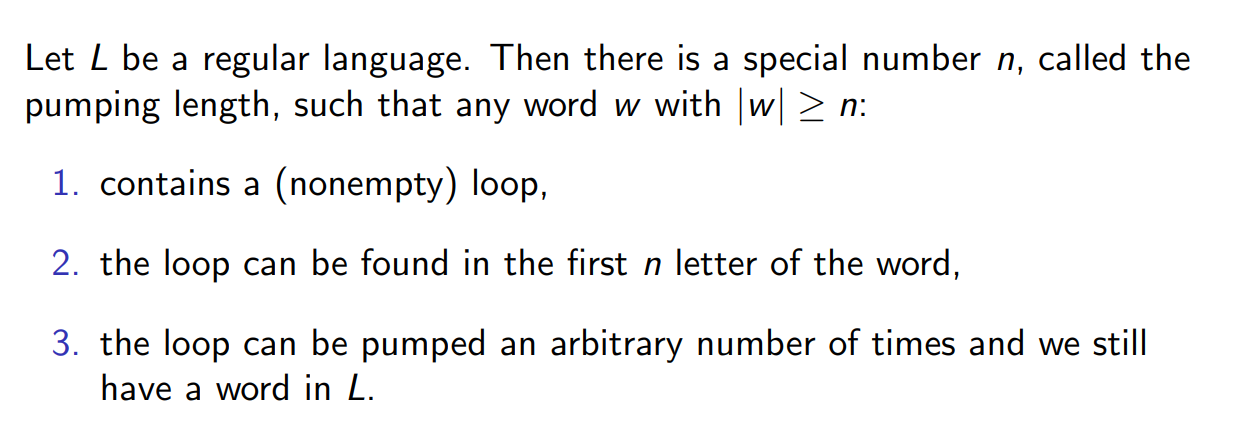 Let L be a regular language. Then there is a special number n, called the
pumping length, such that any word w with |w| ≥ n:
1. contains a (nonempty) loop,
2. the loop can be found in the first n letter of the word,
3. the loop can be pumped an arbitrary number of times and we still
have a word in L.